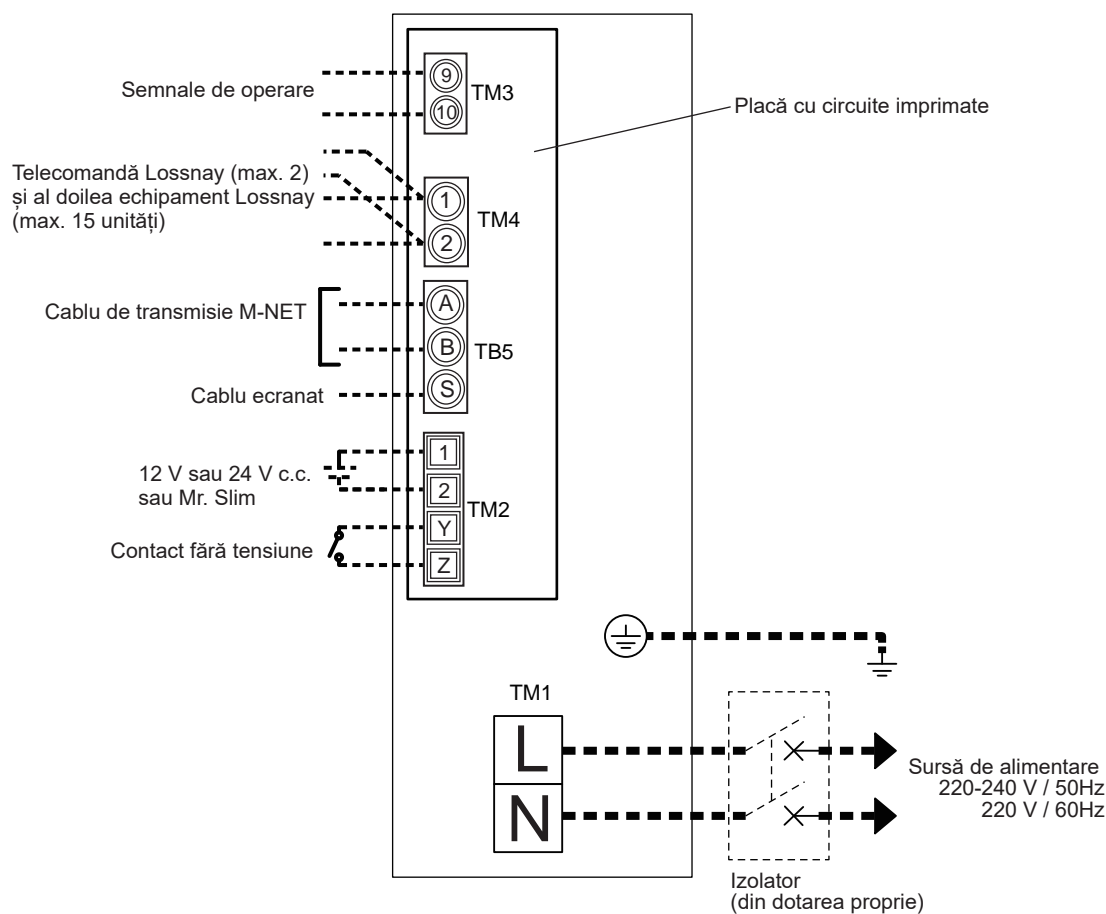 9
Semnale de operare
TM3
10
Placă cu circuite imprimate
Telecomandă Lossnay (max. 2)
și al doilea echipament Lossnay
(max. 15 unități)
1
TM4
2
Cablu de transmisie M-NET
A
B
TB5
Cablu ecranat
S
12 V sau 24 V c.c.
sau Mr. Slim
1
2
TM2
Contact fără tensiune
Y
Z
TM1
L
N
Sursă de alimentare
220-240 V / 50Hz
220 V / 60Hz
Izolator
(din dotarea proprie)